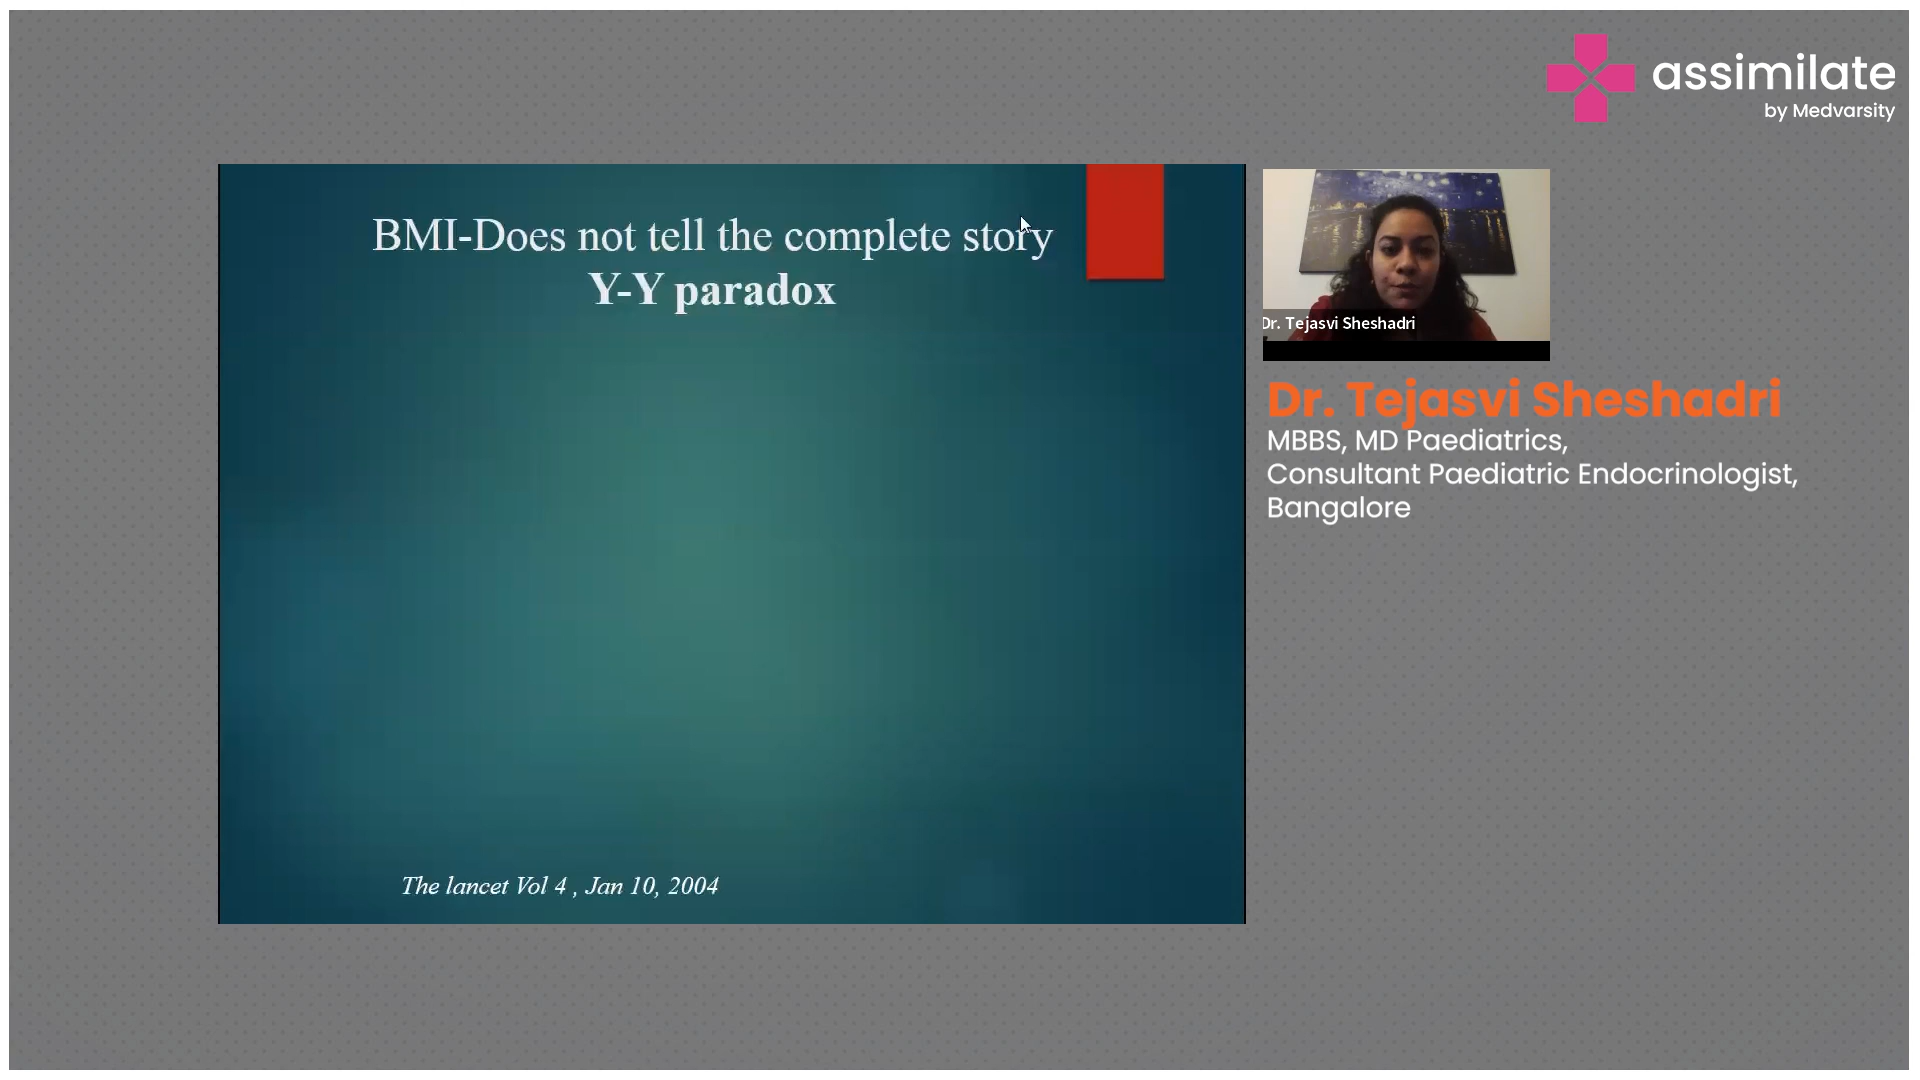 assimilate
by Medvarsity
BMI-Does not tell the complete story
Y-Y paradox
The lancet Vol 4 , Jan 10, 2004
Dr. Tejasvi Sheshadri
Dr. Tejasvi Sheshadri
MBBS, MD Paediatrics,
Consultant Paediatric Endocrinologist,
Bangalore